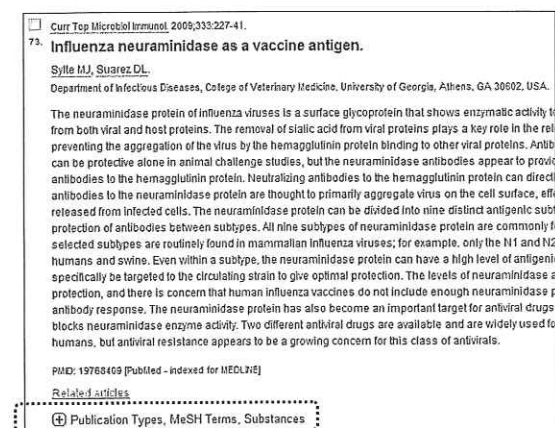 Curr Top Microbiol Immunol. 2009;333:227-41.
73. Influenza neuraminidase as a vaccine antigen.
Sylte MJ, Suarez DL.
Department of Infectious Diseases, College of Veterinary Medicine, University of Georgia, Athens, GA 30602, USA.
The neuraminidase protein of influenza viruses is a surface glycoprotein that shows enzymatic activity to
from both viral and host proteins. The removal of sialic acid from viral proteins plays a key role in the rel
preventing the aggregation of the virus by the hemagglutinin protein binding to other viral proteins. Antib
can be protective alone in animal challenge studies, but the neuraminidase antibodies appear to provid
antibodies to the hemagglutinin protein. Neutralizing antibodies to the hemagglutinin protein can directl
antibodies to the neuraminidase protein are thought to primarily aggregate virus on the cell surface, effe
released from infected cells. The neuraminidase protein can be divided into nine distinct antigenic subt
protection of antibodies between subtypes. All nine subtypes of neuraminidase protein are commonly fo
selected subtypes are routinely found in mammalian influenza viruses; for example, only the N1 and N2
humans and swine. Even within a subtype, the neuraminidase protein can have a high level of antigenic
specifically be targeted to the circulating strain to give optimal protection. The levels of neuraminidase a
protection, and there is concern that human influenza vaccines do not include enough neuraminidase p
antibody response. The neuraminidase protein has also become an important target for antiviral drugs
blocks neuraminidase enzyme activity. Two different antiviral drugs are available and are widely used fo
humans, but antiviral resistance appears to be a growing concern for this class of antivirals.
PMID: 19768409 [PubMed - indexed for MEDLINE]
Related articles
Publication Types, MeSH Terms, Substances